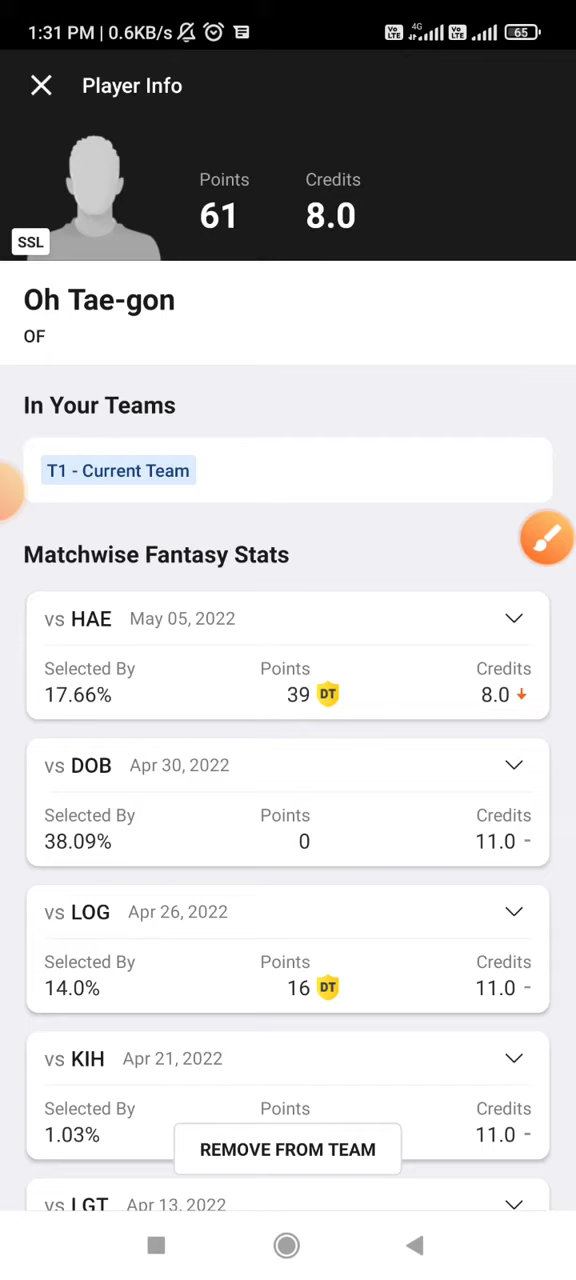 1:31 PM | 0.6KB/s
Vo LTE 4G Vo LTE 65
Player Info
Points Credits
61 8.0
SSL
Oh Tae-gon
OF
In Your Teams
T1 - Current Team
Matchwise Fantasy Stats
vs HAE May 05, 2022
Selected By Points Credits
17.66% 39 DT 8.0
vs DOB Apr 30, 2022
Selected By Points Credits
38.09% 0 11.0 -
vs LOG Apr 26, 2022
Selected By Points Credits
14.0% 16 DT 11.0 -
vs KIH Apr 21, 2022
Selected By Points Credits
1.03% 11.0 -
REMOVE FROM TEAM
vs LGT Apr 13, 2022